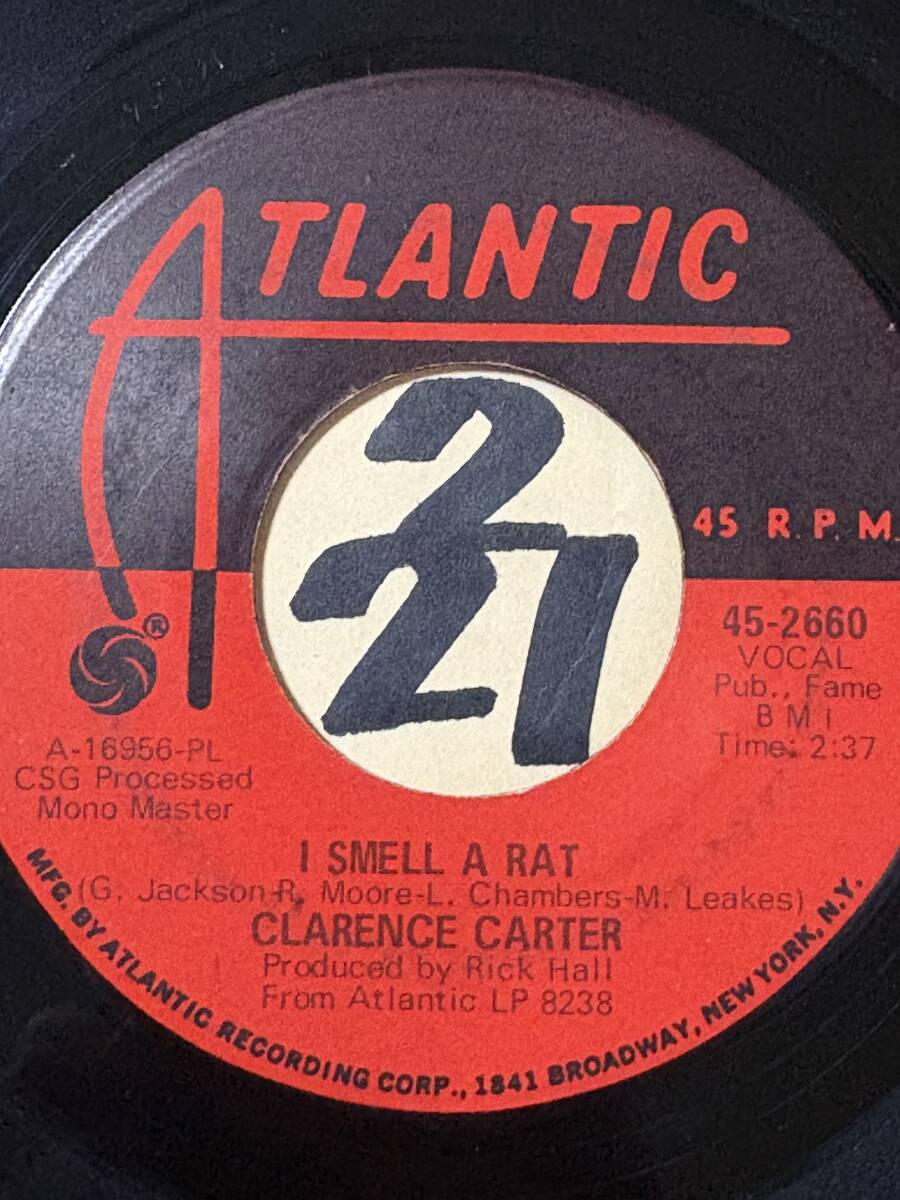 ATLANTIC
2
21
45 R.P.M.
®
45-2660
VOCAL
Pub., Fame
BMI
Time: 2:37
A-16956-PL
CSG Processed
Mono Master
I SMELL A RAT
(G. Jackson-R. Moore-L. Chambers-M. Leakes)
CLARENCE CARTER
Produced by Rick Hall
From Atlantic LP 8238
MFG. BY ATLANTIC RECORDING CORP., 1841 BROADWAY, NEW YORK, N.Y.